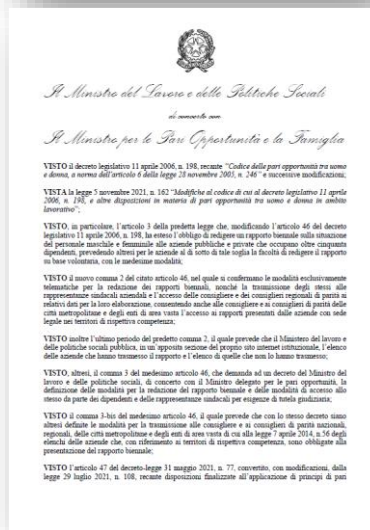 Il Ministro del Lavoro e delle Politiche Sociali
di concerto con
Il Ministro per le Pari Opportunità e la Famiglia
VISTO il decreto legislativo 11 aprile 2006, n. 198, recante “Codice delle pari opportunità tra uomo
e donna, a norma dell'articolo 6 della legge 28 novembre 2005, n. 246” e successive modificazioni;
VISTA la legge 5 novembre 2021, n. 162 “Modifiche al codice di cui al decreto legislativo 11 aprile
2006, n. 198, e altre disposizioni in materia di pari opportunità tra uomo e donna in ambito
lavorativo”;
VISTO, in particolare, l'articolo 3 della predetta legge che, modificando l'articolo 46 del decreto
legislativo 11 aprile 2006, n. 198, ha esteso l'obbligo di redigere un rapporto biennale sulla situazione
del personale maschile e femminile alle aziende pubbliche e private che occupano oltre cinquanta
dipendenti, prevedendo altresì per le aziende al di sotto di tale soglia la facoltà di redigere il rapporto
su base volontaria, con le medesime modalità;
VISTO il nuovo comma 2 del citato articolo 46, nel quale si confermano le modalità esclusivamente
telematiche per la redazione dei rapporti biennali, nonché la trasmissione degli stessi alle
rappresentanze sindacali aziendali e l'accesso delle consigliere e dei consiglieri regionali di parità ai
relativi dati per la loro elaborazione, consentendo anche alle consigliere e ai consiglieri di parità delle
città metropolitane e degli enti di area vasta l'accesso ai rapporti presentati dalle aziende con sede
legale nei territori di rispettiva competenza;
VISTO inoltre l'ultimo periodo del predetto comma 2, il quale prevede che il Ministero del lavoro e
delle politiche sociali pubblica, in un'apposita sezione del proprio sito internet istituzionale, l'elenco
delle aziende che hanno trasmesso il rapporto e l'elenco di quelle che non lo hanno trasmesso;
VISTO, altresì, il comma 3 del medesimo articolo 46, che demanda ad un decreto del Ministro del
lavoro e delle politiche sociali, di concerto con il Ministro delegato per le pari opportunità, la
definizione delle modalità per la redazione del rapporto biennale e delle modalità di accesso allo
stesso da parte dei dipendenti e delle rappresentanze sindacali per esigenze di tutela giudiziaria;
VISTO il comma 3-bis del medesimo articolo 46, il quale prevede che con lo stesso decreto siano
altresì definite le modalità per la trasmissione alle consigliere e ai consiglieri di parità nazionali,
regionali, delle città metropolitane e degli enti di area vasta di cui alla legge 7 aprile 2014, n.56 degli
elenchi delle aziende che, con riferimento ai territori di rispettiva competenza, sono obbligate alla
presentazione del rapporto biennale;
VISTO l'articolo 47 del decreto-legge 31 maggio 2021, n. 77, convertito, con modificazioni, dalla
legge 29 luglio 2021, n. 108, recante disposizioni finalizzate all'applicazione di principi di pari